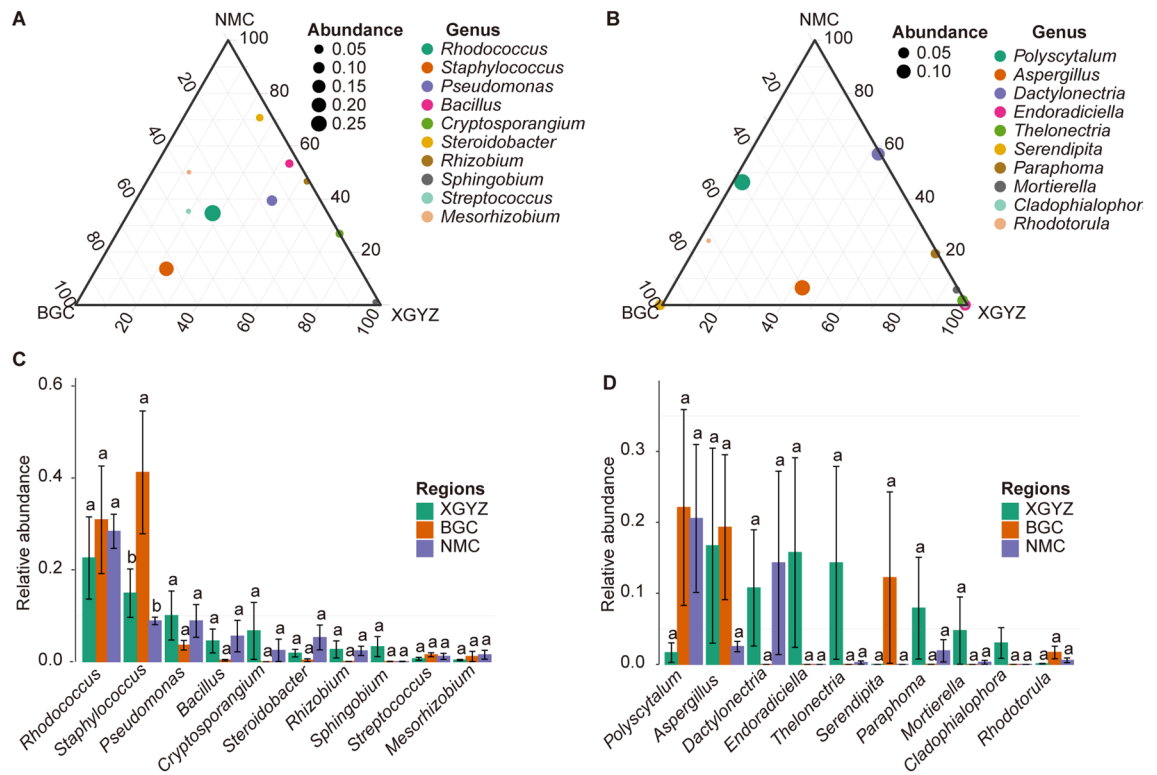 A
NMC
100
Abundance
0.05
0.10
0.15
0.20
0.25
Genus
Rhodococcus
Staphylococcus
Pseudomonas
Bacillus
Cryptosporangium
Steroidobacter
Rhizobium
Sphingobium
Streptococcus
Mesorhizobium
20
40
60
80
100
80
60
40
20
BGC
20
40
60
80
100
XGYZ
B
NMC
100
Abundance
0.05
0.10
Genus
Polyscytalum
Aspergillus
Dactylonectria
Endoradiciella
Thelonectria
Serendipita
Paraphoma
Mortierella
Cladophialophor
Rhodotorula
20
40
60
80
100
80
60
40
20
BGC
20
40
60
80
100
XGYZ
C
Relative abundance
0.6
0.4
0.2
0.0
a a a
b a b
a a a
a a a
a a a
a a a
a a a
a a a
a a a
a a a
Regions
XGYZ
BGC
NMC
Rhodococcus
Staphylococcus
Pseudomonas
Bacillus
Cryptosporangium
Steroidobacter
Rhizobium
Sphingobium
Streptococcus
Mesorhizobium
D
Relative abundance
0.3
0.2
0.1
0.0
a a a
a a a
a a a
a a a
a a a
a a a
a a a
a a a
a a a
a a a
Regions
XGYZ
BGC
NMC
Polyscytalum
Aspergillus
Dactylonectria
Endoradiciella
Thelonectria
Serendipita
Paraphoma
Mortierella
Cladophialophora
Rhodotorula